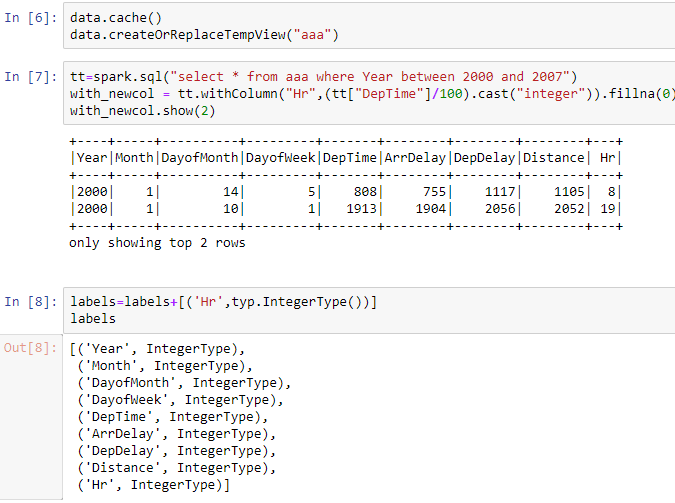 In [6]: data.cache()
data.createOrReplaceTempView("aaa")
In [7]: tt=spark.sql("select * from aaa where Year between 2000 and 2007")
with_newcol = tt.withColumn("Hr",(tt["DepTime"]/100).cast("integer")).fillna(0)
with_newcol.show(2)
+----+-----+----------+---------+-------+--------+--------+--------+---+
|Year|Month|DayofMonth|DayofWeek|DepTime|ArrDelay|DepDelay|Distance| Hr|
+----+-----+----------+---------+-------+--------+--------+--------+---+
|2000|    1|        14|        5|    808|     755|    1117|    1105|  8|
|2000|    1|        10|        1|   1913|    1904|    2056|    2052| 19|
+----+-----+----------+---------+-------+--------+--------+--------+---+
only showing top 2 rows
In [8]: labels=labels+[('Hr',typ.IntegerType())]
labels
Out[8]: [('Year', IntegerType),
('Month', IntegerType),
('DayofMonth', IntegerType),
('DayofWeek', IntegerType),
('DepTime', IntegerType),
('ArrDelay', IntegerType),
('DepDelay', IntegerType),
('Distance', IntegerType),
('Hr', IntegerType)]